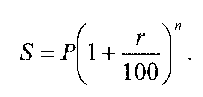 S = P(1 + r/100)^n.